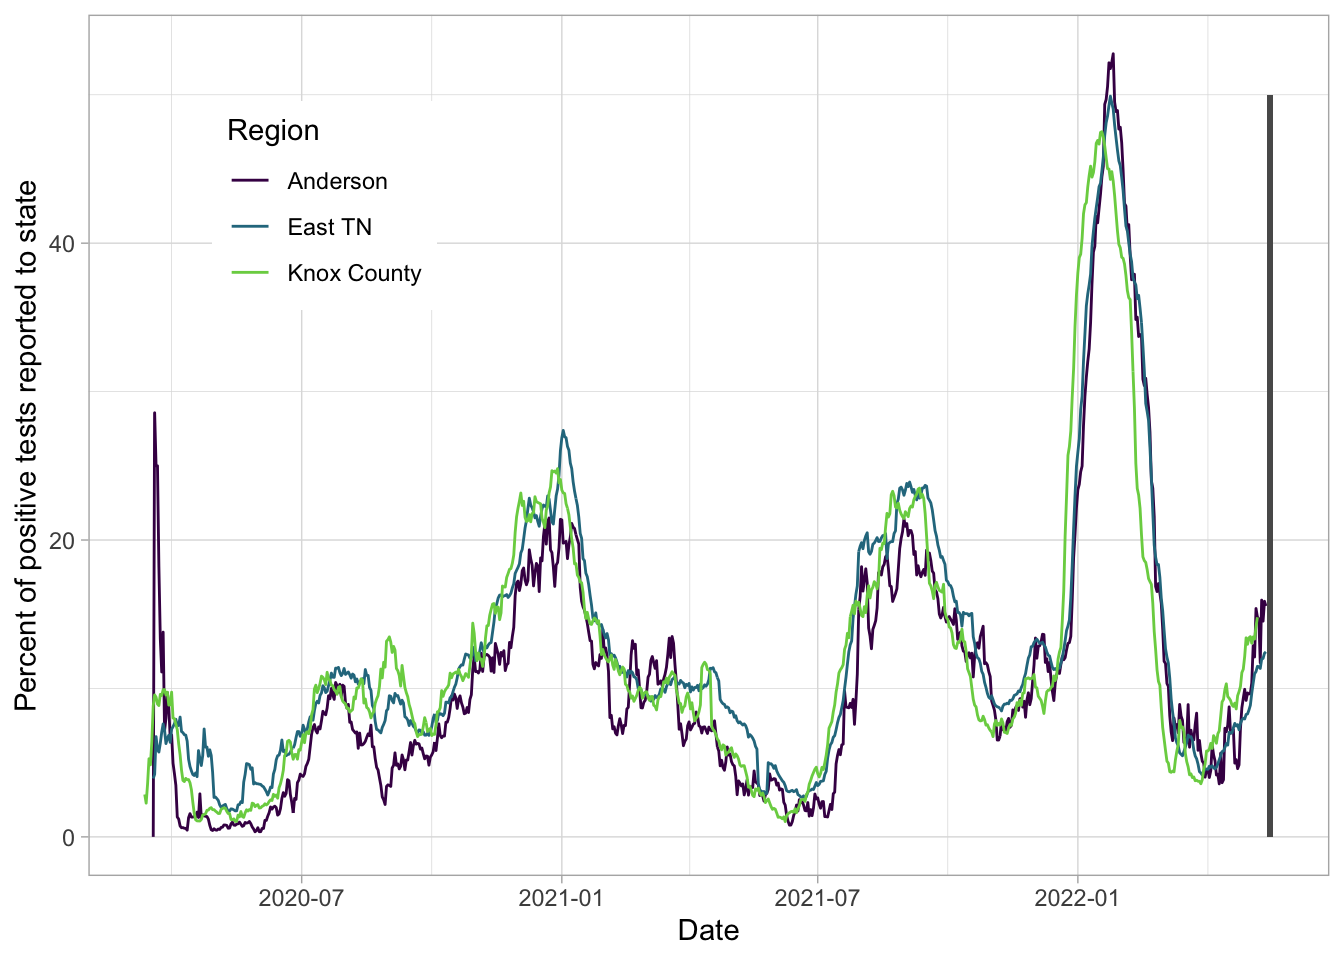 Region
Anderson
East TN
Knox County
Percent of positive tests reported to state
40
20
0
2020-07
2021-01
2021-07
2022-01
Date